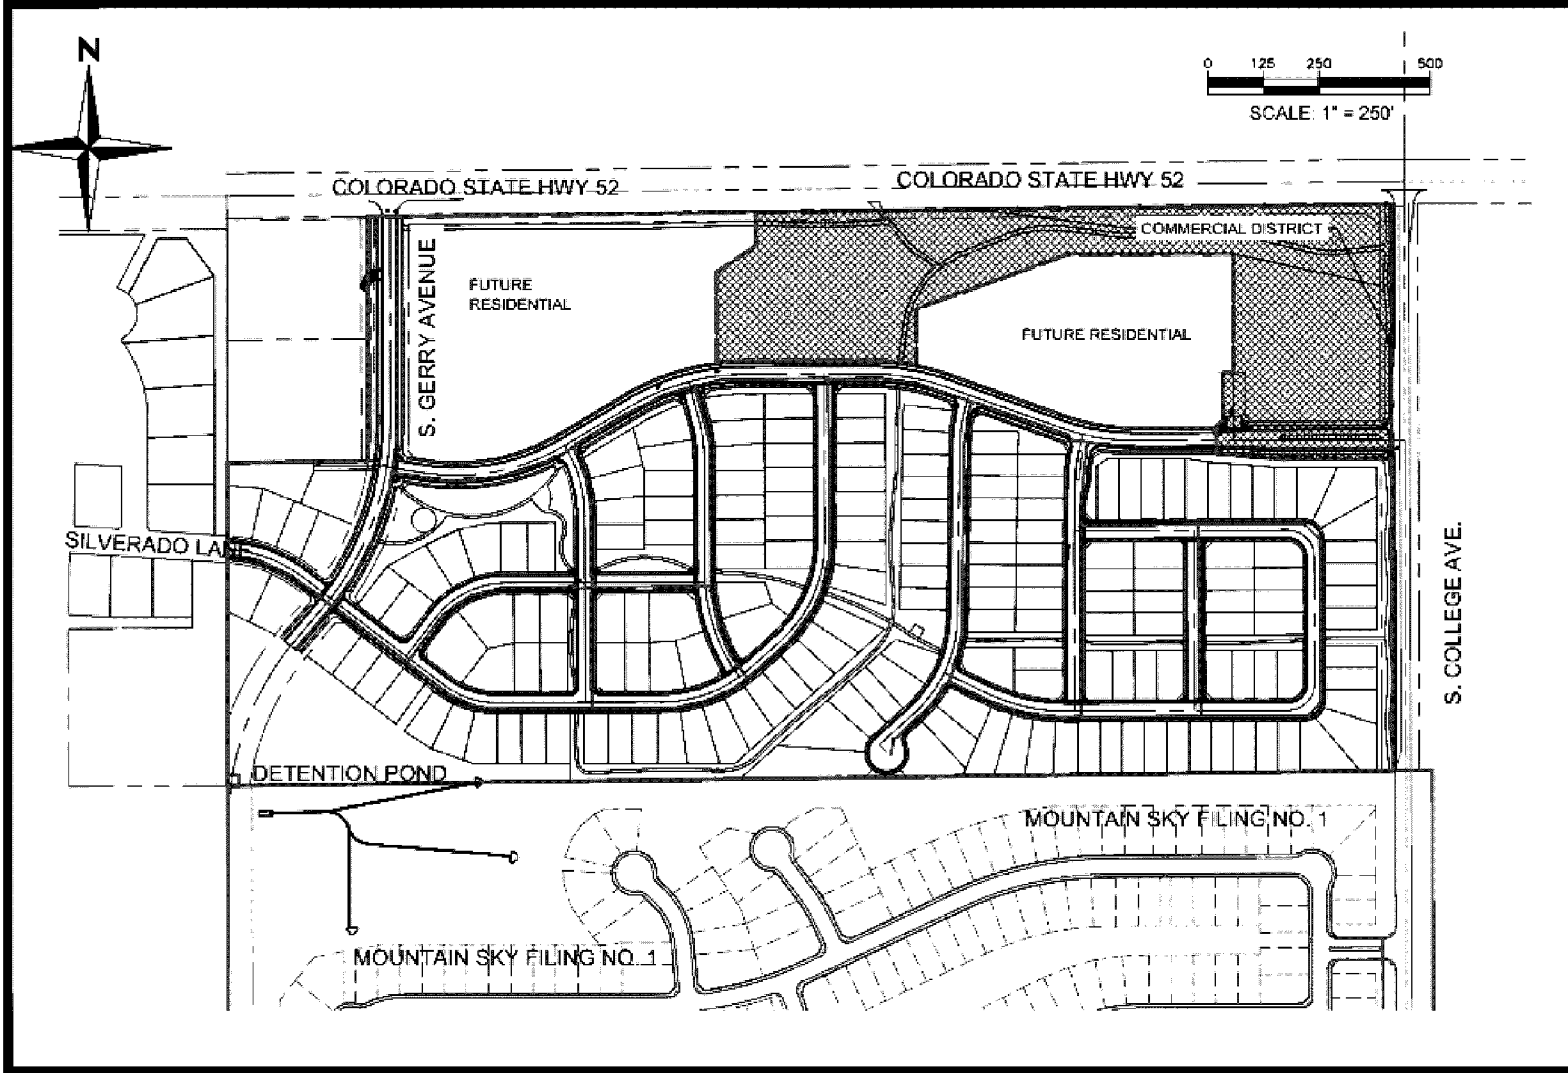 N
0 125 250 500
SCALE: 1" = 250'
COLORADO STATE HWY 52
COLORADO STATE HWY 52
COMMERCIAL DISTRICT
S. GERRY AVENUE
FUTURE
RESIDENTIAL
FUTURE RESIDENTIAL
SILVERADO LANE
S. COLLEGE AVE.
DETENTION POND
MOUNTAIN SKY FILING NO. 1
MOUNTAIN SKY FILING NO. 1